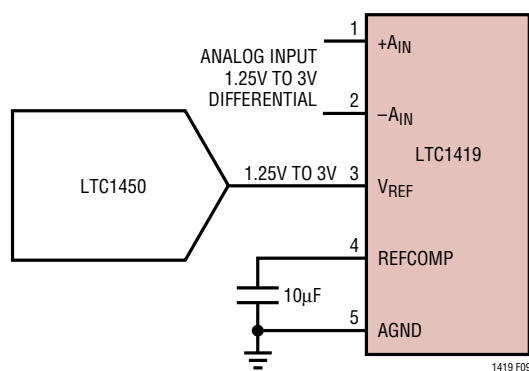 1
+AIN
ANALOG INPUT
1.25V TO 3V
DIFFERENTIAL
2
–AIN
LTC1419
LTC1450
1.25V TO 3V
3
VREF
4
REFCOMP
10µF
5
AGND
1419 F09